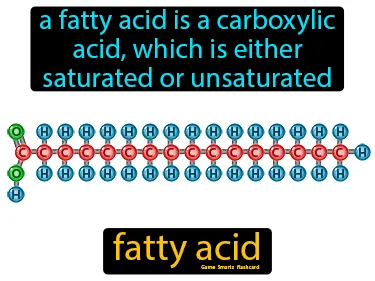 a fatty acid is a carboxylic
acid, which is either
saturated or unsaturated
O H H H H H H H H H H H H H H H
C C C C C C C C C C C C C C C C H
O H H H H H H H H H H H H H H H
H
fatty acid
Game Smartz flashcard